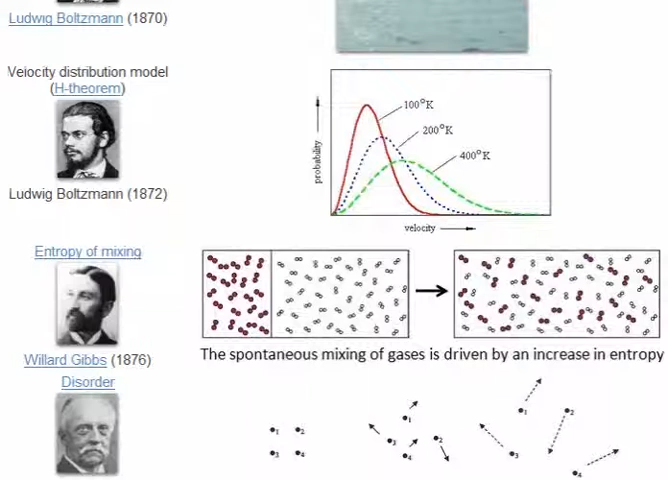 Ludwig Boltzmann (1870)
Velocity distribution model
(H-theorem)
Ludwig Boltzmann (1872)
probability
100°K
200°K
400°K
velocity
Entropy of mixing
Willard Gibbs (1876)
The spontaneous mixing of gases is driven by an increase in entropy
Disorder
1 2
3 4
1
3 2
4
1 2
3
4